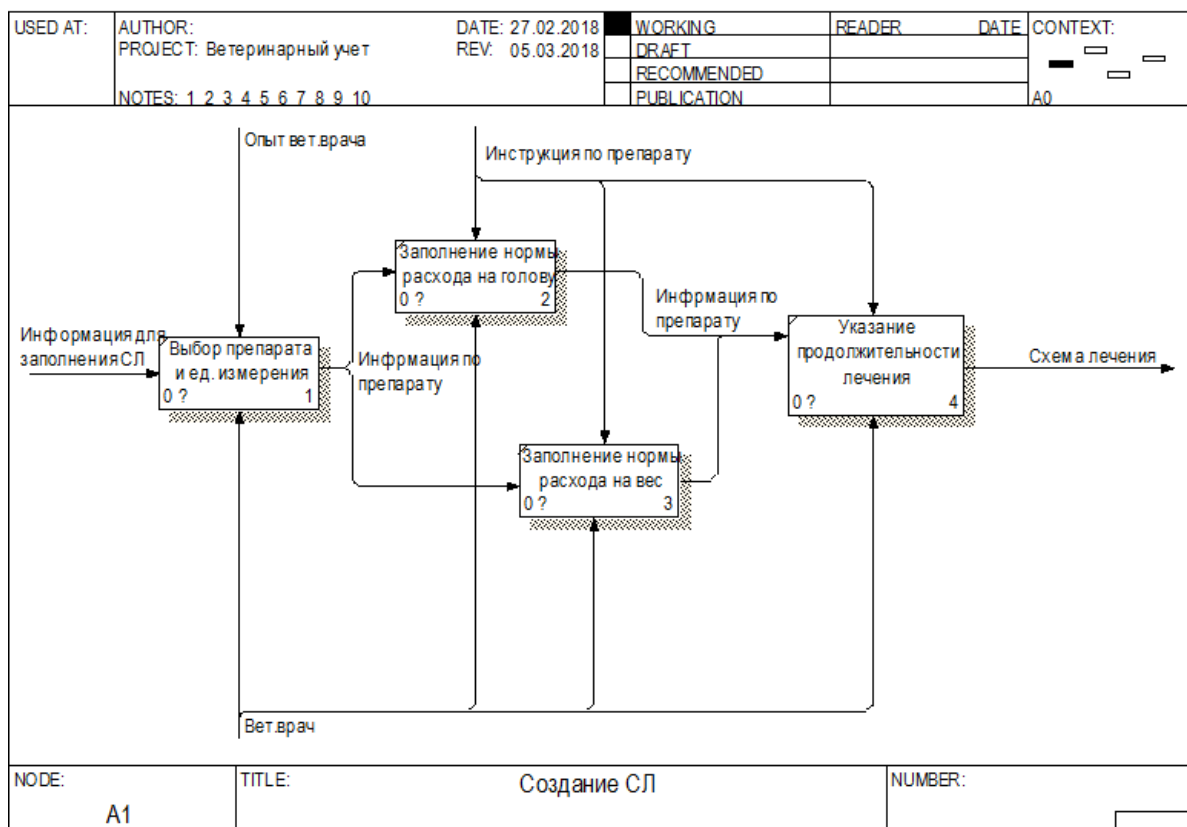 USED AT:
AUTHOR:
DATE: 27.02.2018
PROJECT: Ветеринарный учет
REV: 05.03.2018
NOTES: 1 2 3 4 5 6 7 8 9 10
WORKING
DRAFT
RECOMMENDED
PUBLICATION
READER
DATE
CONTEXT:
A0
Опыт вет.врача
Инструкция по препарату
Заполнение нормы
расхода на голову
0 ? 2
Информация для
заполнения СЛ
Выбор препарата
и ед. измерения
0 ? 1
Инфрмация по
препарату
Инфрмация по
препарату
Указание
продолжительности
лечения
0 ? 4
Схема лечения
Заполнение нормы
расхода на вес
0 ? 3
Вет.врач
NODE:
A1
TITLE:
Создание СЛ
NUMBER: